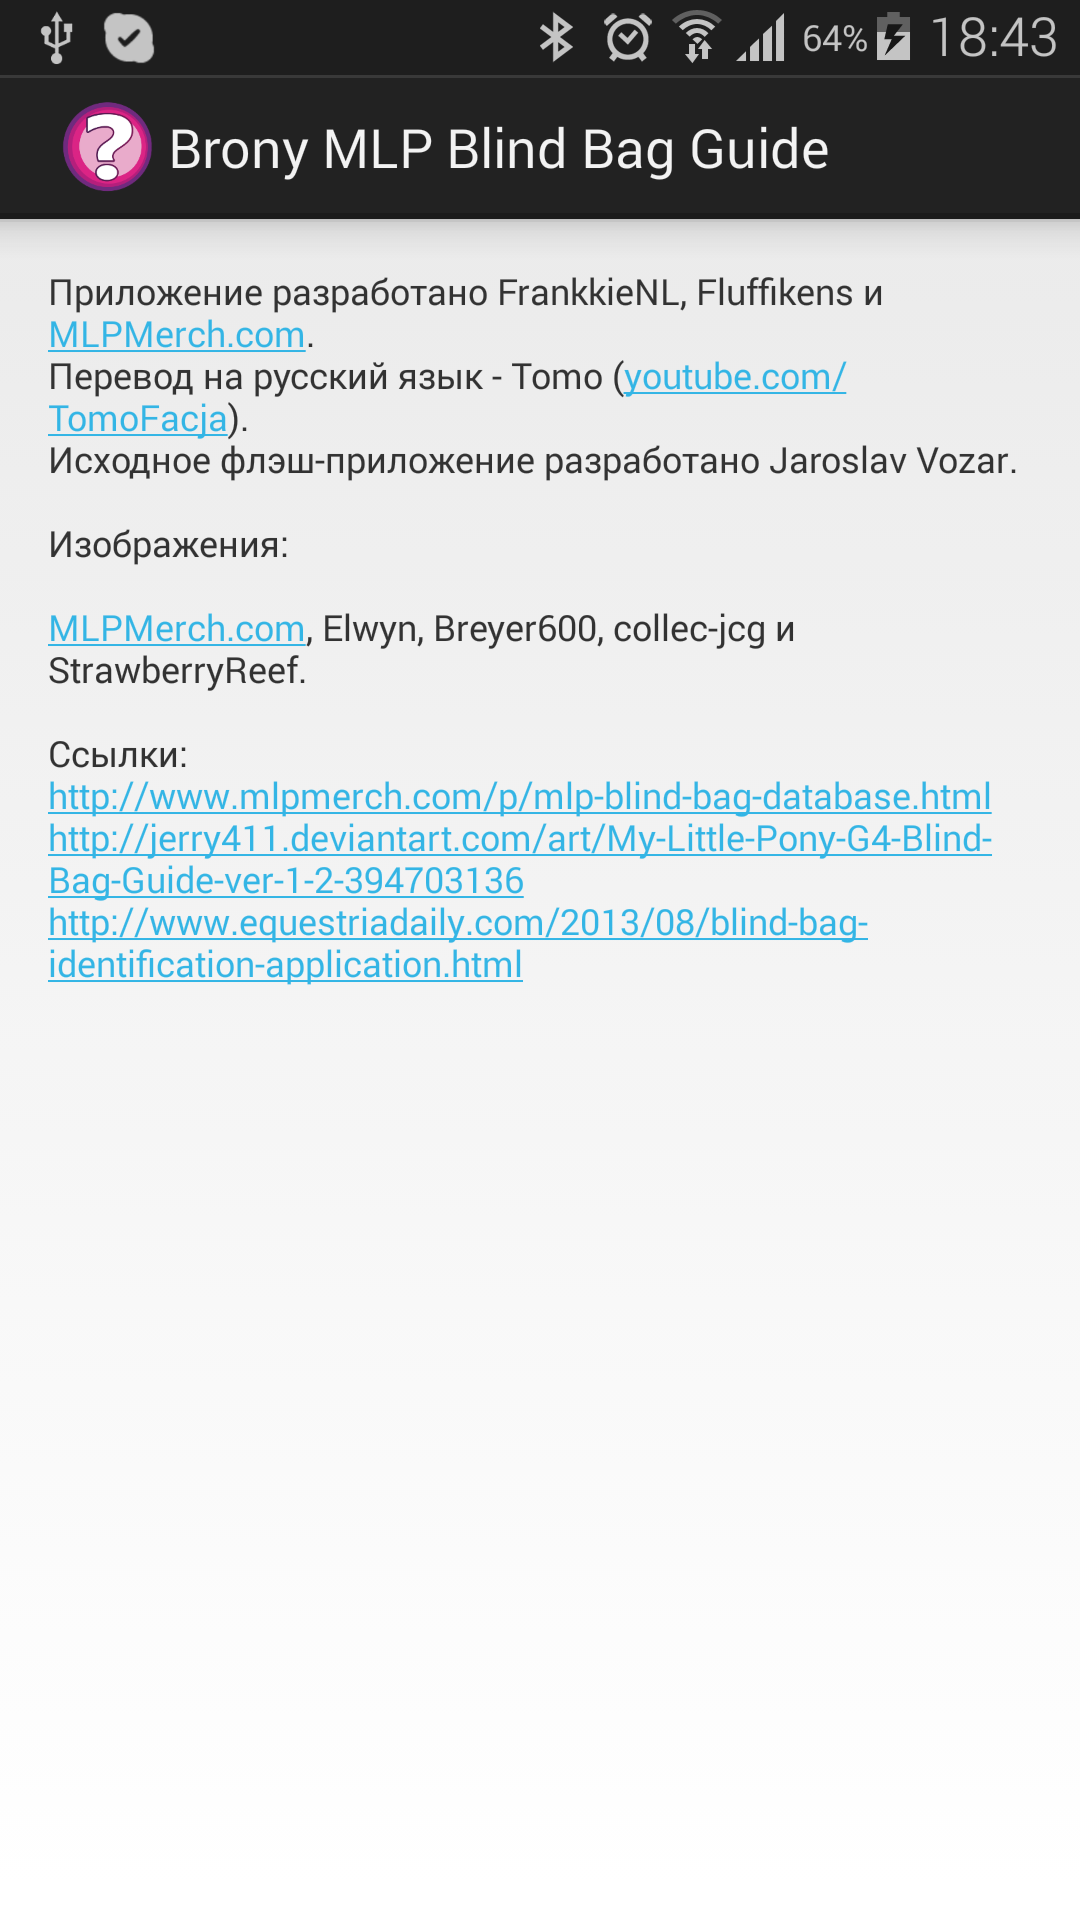 64% 18:43
Brony MLP Blind Bag Guide
Приложение разработано FrankkieNL, Fluffikens и
MLPMerch.com.
Перевод на русский язык - Tomo (youtube.com/
TomoFacja).
Исходное флэш-приложение разработано Jaroslav Vozar.
Изображения:
MLPMerch.com, Elwyn, Breyer600, collec-jcg и
StrawberryReef.
Ссылки:
http://www.mlpmerch.com/p/mlp-blind-bag-database.html
http://jerry411.deviantart.com/art/My-Little-Pony-G4-Blind-
Bag-Guide-ver-1-2-394703136
http://www.equestriadaily.com/2013/08/blind-bag-
identification-application.html